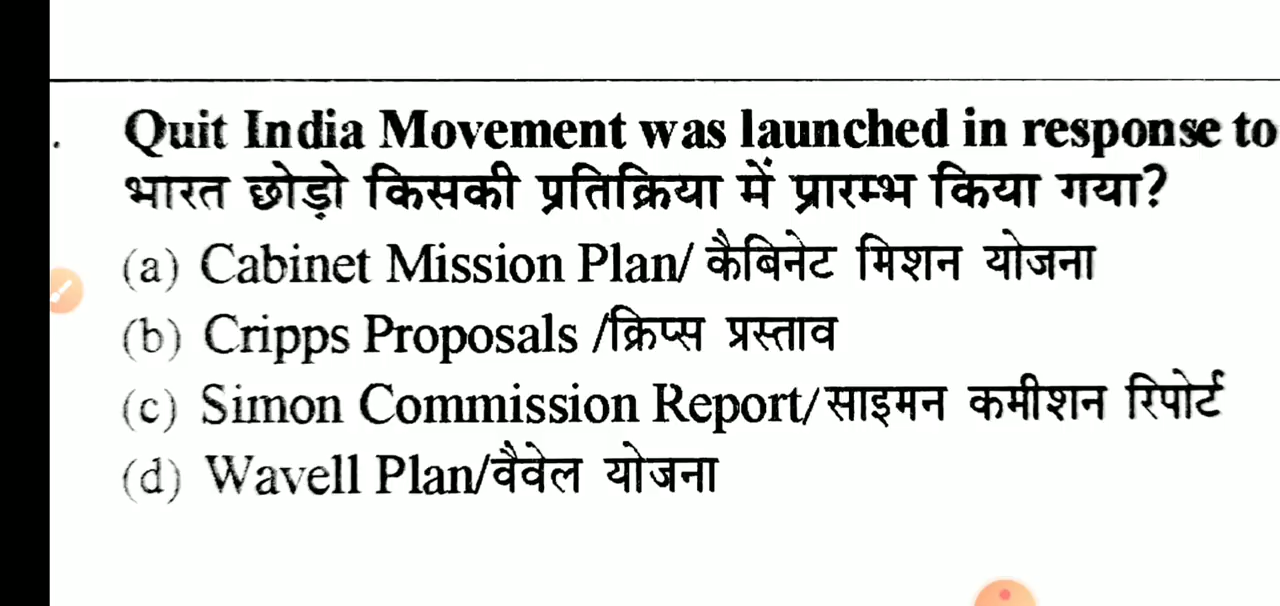 . Quit India Movement was launched in response to
भारत छोड़ो किसकी प्रतिक्रिया में प्रारम्भ किया गया?
(a) Cabinet Mission Plan/ कैबिनेट मिशन योजना
(b) Cripps Proposals /क्रिप्स प्रस्ताव
(c) Simon Commission Report/साइमन कमीशन रिपोर्ट
(d) Wavell Plan/वैवेल योजना